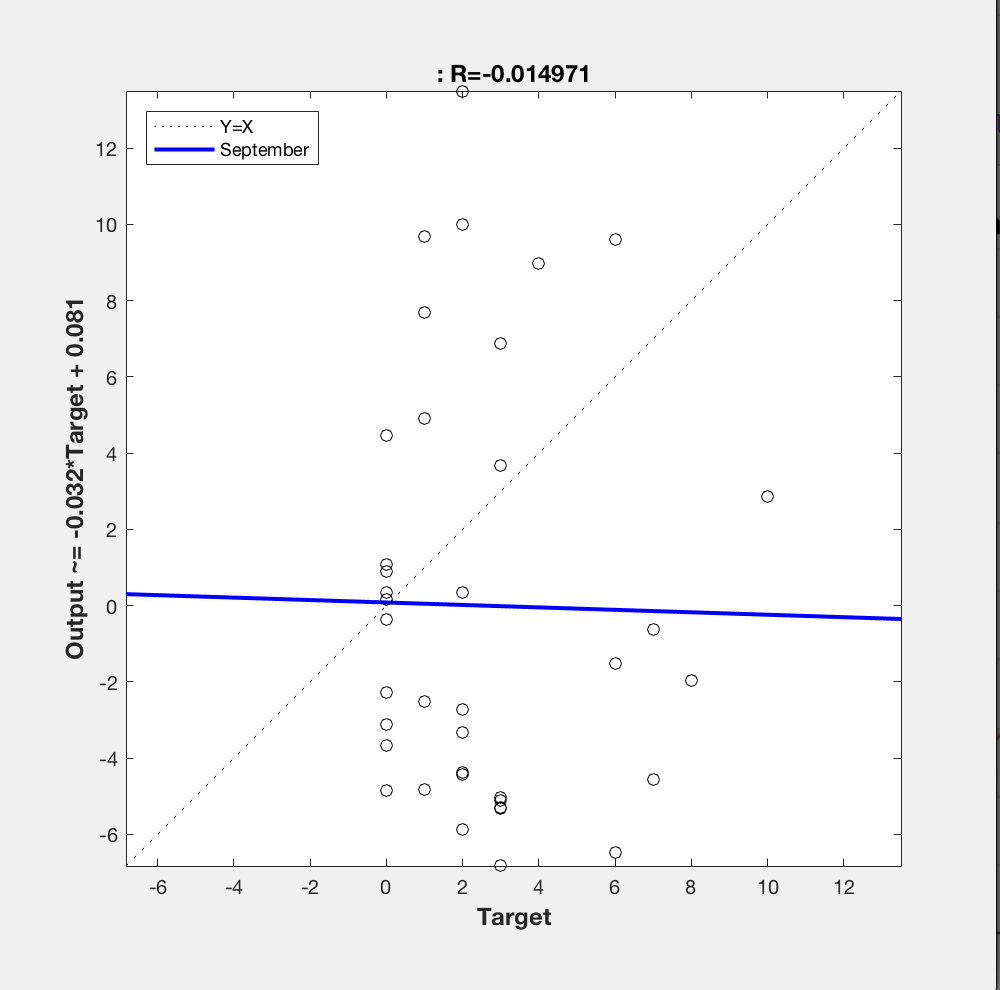 : R=-0.014971
Y=X
September
Output ~= -0.032*Target + 0.081
12
10
8
6
4
2
0
-2
-4
-6
-6 -4 -2 0 2 4 6 8 10 12
Target